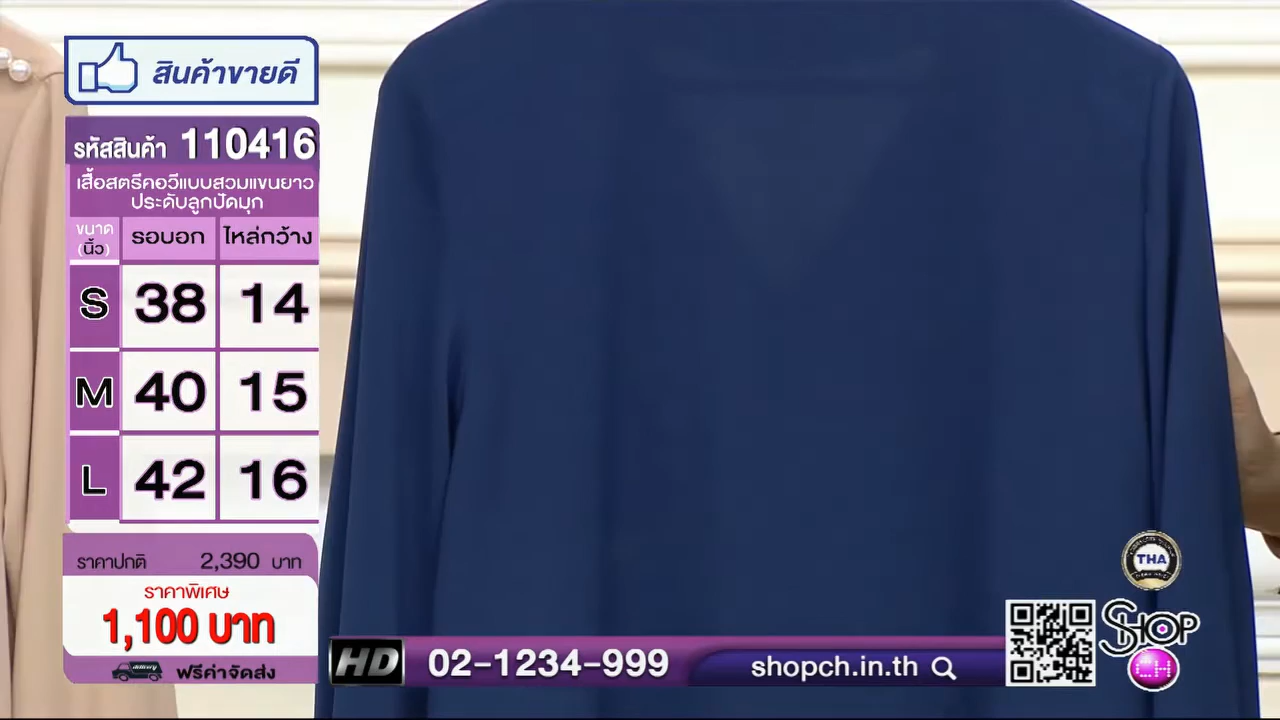 สินค้าขายดี
รหัสสินค้า 110416
เสื้อสตรีคอวีแบบสวมแขนยาว
ประดับลูกปัดมุก
ขนาด (นิ้ว) รอบอก ไหล่กว้าง
S 38 14
M 40 15
L 42 16
ราคาปกติ 2,390 บาท
ราคาพิเศษ
1,100 บาท
delivery ฟรีค่าจัดส่ง
HD 02-1234-999 shopch.in.th
THA
SHOP
CH